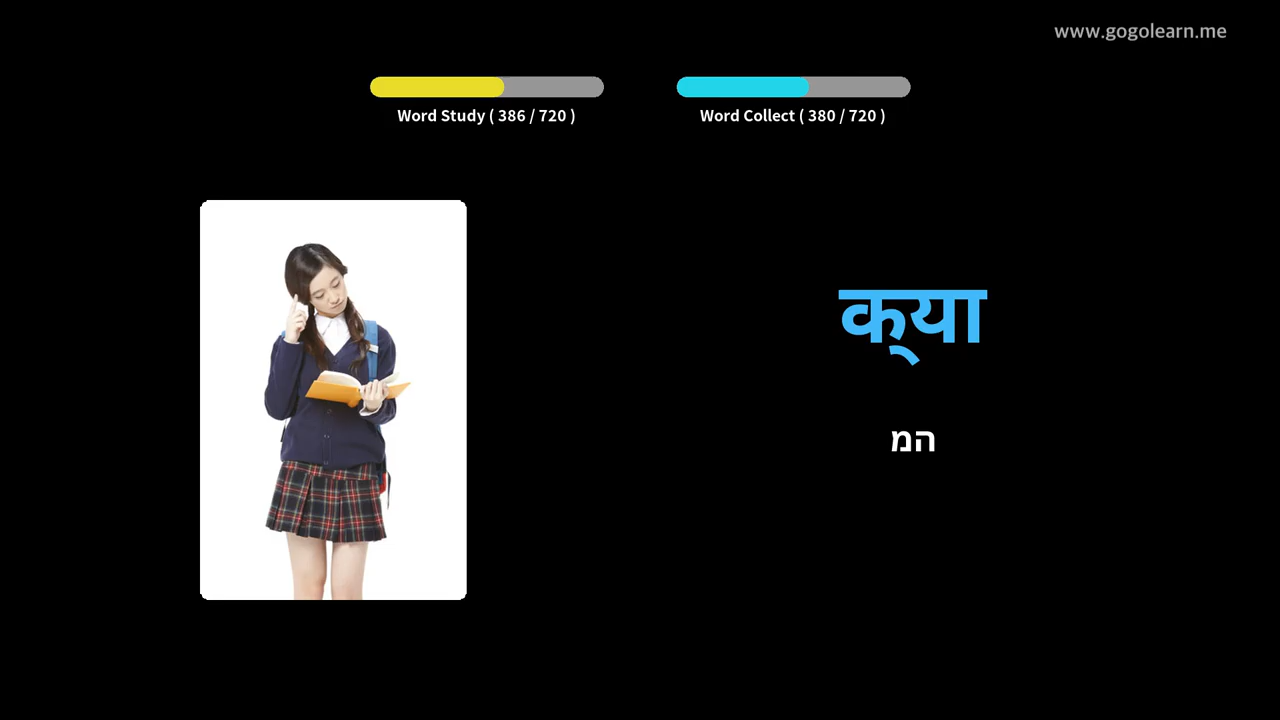 www.gogolearn.me
Word Study ( 386 / 720 )
Word Collect ( 380 / 720 )
क्‌या
המ